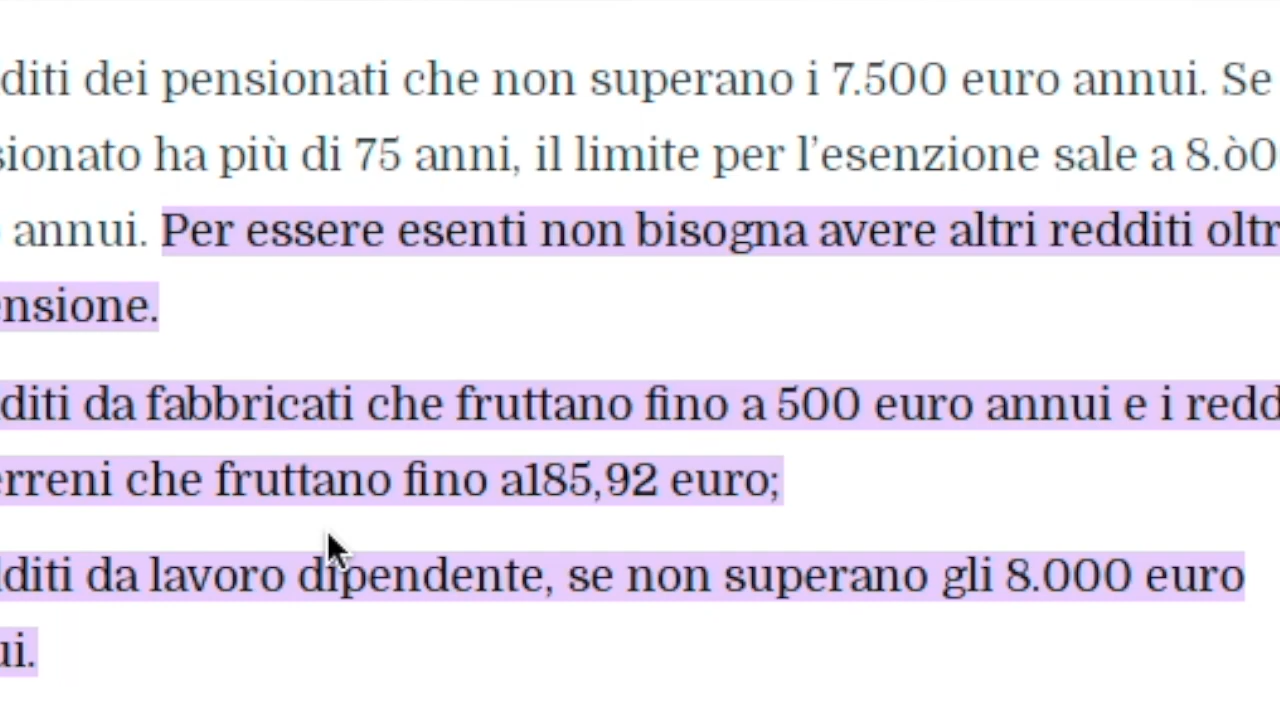 diti dei pensionati che non superano i 7.500 euro annui. Se
sionato ha più di 75 anni, il limite per l’esenzione sale a 8.ò0
annui. Per essere esenti non bisogna avere altri redditi oltr
ensione.
diti da fabbricati che fruttano fino a 500 euro annui e i redd
erreni che fruttano fino a185,92 euro;
diti da lavoro dipendente, se non superano gli 8.000 euro
ui.